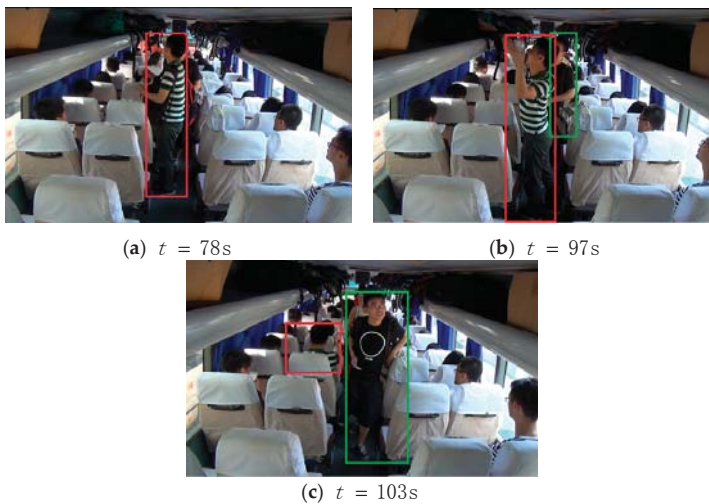 (a) t = 78s
(b) t = 97s
(c) t = 103s